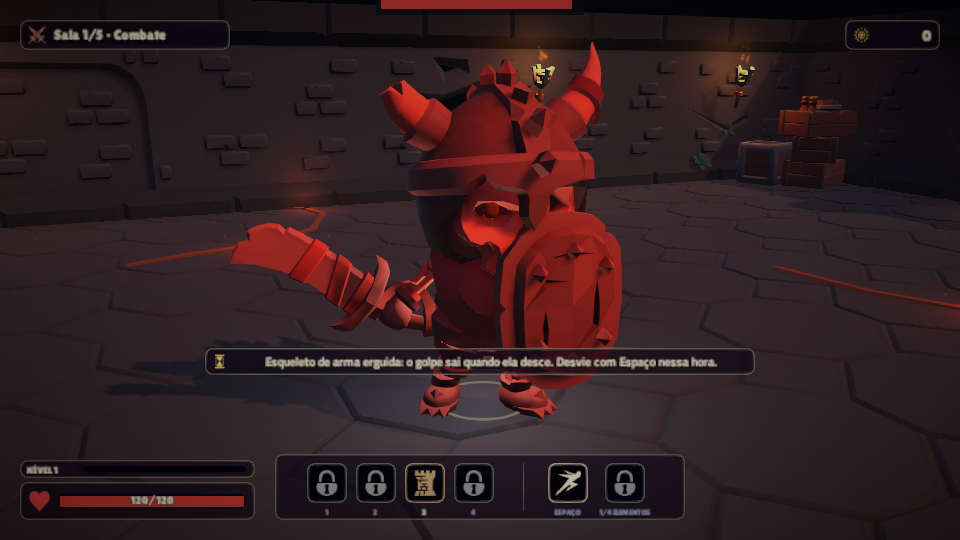 Sala 1/5 · Combate
0
Esqueleto de arma erguida: o golpe sai quando ela desce. Desvie com Espaço nessa hora.
NÍVEL 1
120/120
1 2 3 4 ESPAÇO 1/4 ELEMENTOS